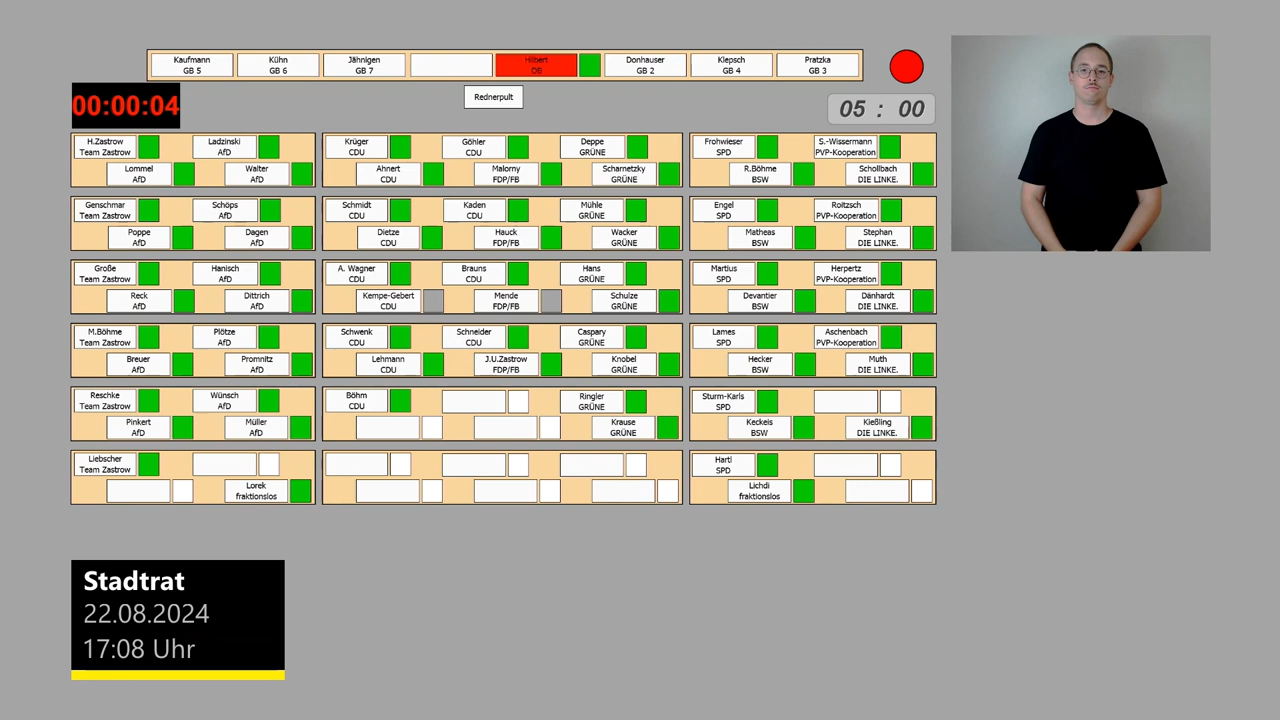 Kaufmann
GB 5
Kühn
GB 6
Jähnigen
GB 7
Hilbert
OB
Donhauser
GB 2
Klepsch
GB 4
Pratzka
GB 3
00:00:04
Rednerpult
05 : 00
H.Zastrow
Team Zastrow
Ladzinski
AfD
Lommel
AfD
Walter
AfD
Krüger
CDU
Göhler
CDU
Deppe
GRÜNE
Ahnert
CDU
Malorny
FDP/FB
Scharnetzky
GRÜNE
Frohwieser
SPD
S.-Wissermann
PVP-Kooperation
R.Böhme
BSW
Schollbach
DIE LINKE.
Genschmar
Team Zastrow
Schöps
AfD
Poppe
AfD
Dagen
AfD
Schmidt
CDU
Kaden
CDU
Mühle
GRÜNE
Dietze
CDU
Hauck
FDP/FB
Wacker
GRÜNE
Engel
SPD
Roitzsch
PVP-Kooperation
Matheas
BSW
Stephan
DIE LINKE.
Große
Team Zastrow
Hanisch
AfD
Reck
AfD
Dittrich
AfD
A. Wagner
CDU
Brauns
CDU
Hans
GRÜNE
Kempe-Gebert
CDU
Mende
FDP/FB
Schulze
GRÜNE
Martius
SPD
Herpertz
PVP-Kooperation
Devantier
BSW
Dänhardt
DIE LINKE.
M.Böhme
Team Zastrow
Plötze
AfD
Breuer
AfD
Promnitz
AfD
Schwenk
CDU
Schneider
CDU
Caspary
GRÜNE
Lehmann
CDU
J.U.Zastrow
FDP/FB
Knobel
GRÜNE
Lames
SPD
Aschenbach
PVP-Kooperation
Hecker
BSW
Muth
DIE LINKE.
Reschke
Team Zastrow
Wünsch
AfD
Pinkert
AfD
Müller
AfD
Böhm
CDU
Ringler
GRÜNE
Krause
GRÜNE
Sturm-Karls
SPD
Keckeis
BSW
Kießling
DIE LINKE.
Liebscher
Team Zastrow
Lorek
fraktionslos
Hartl
SPD
Lichdi
fraktionslos
Stadtrat
22.08.2024
17:08 Uhr